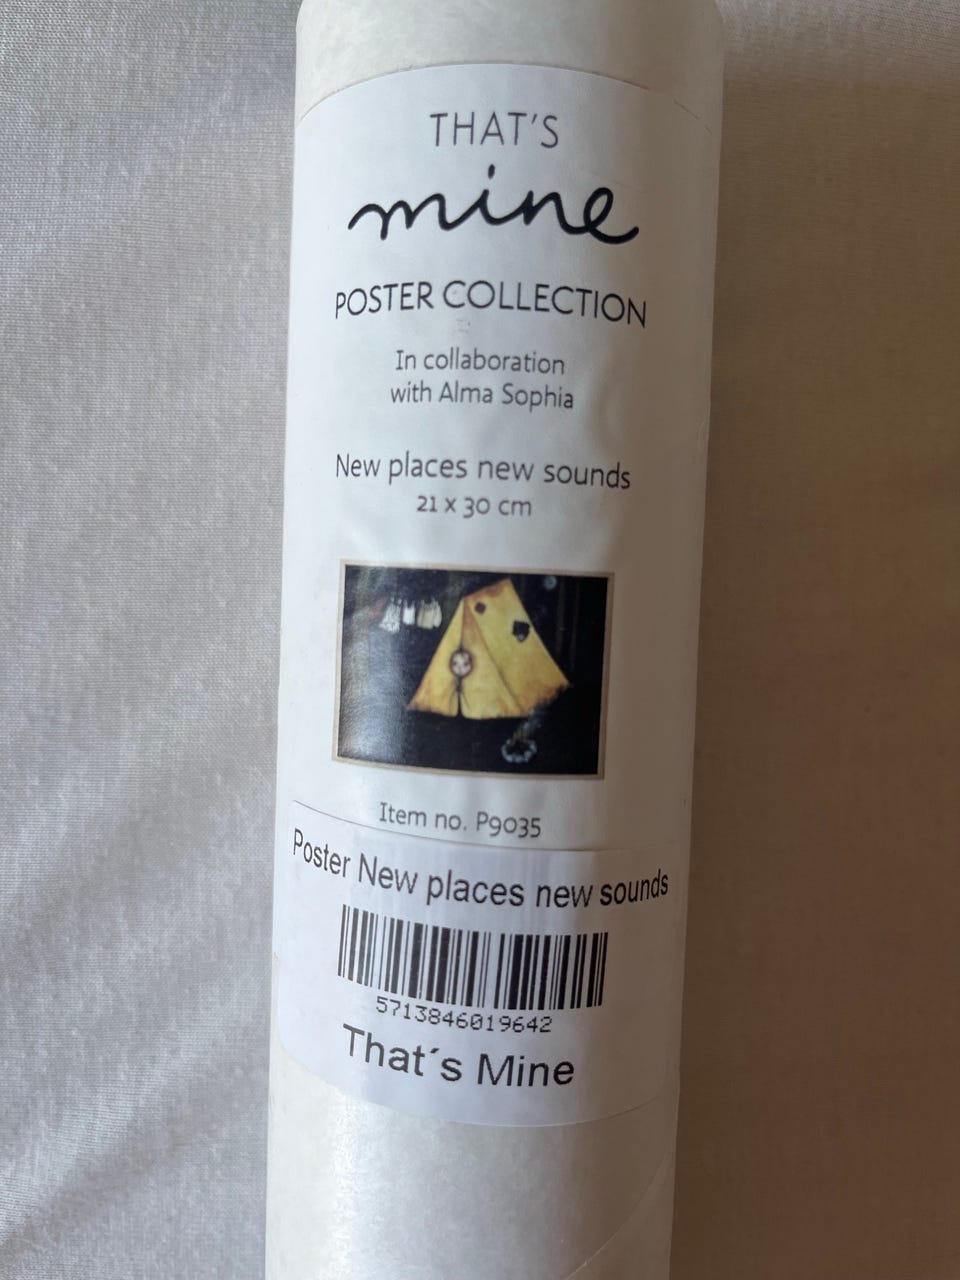 THAT'S
mine
POSTER COLLECTION
In collaboration
with Alma Sophia
New places new sounds
21 x 30 cm
Item no. P9035
Poster New places new sounds
5713846019642
That´s Mine